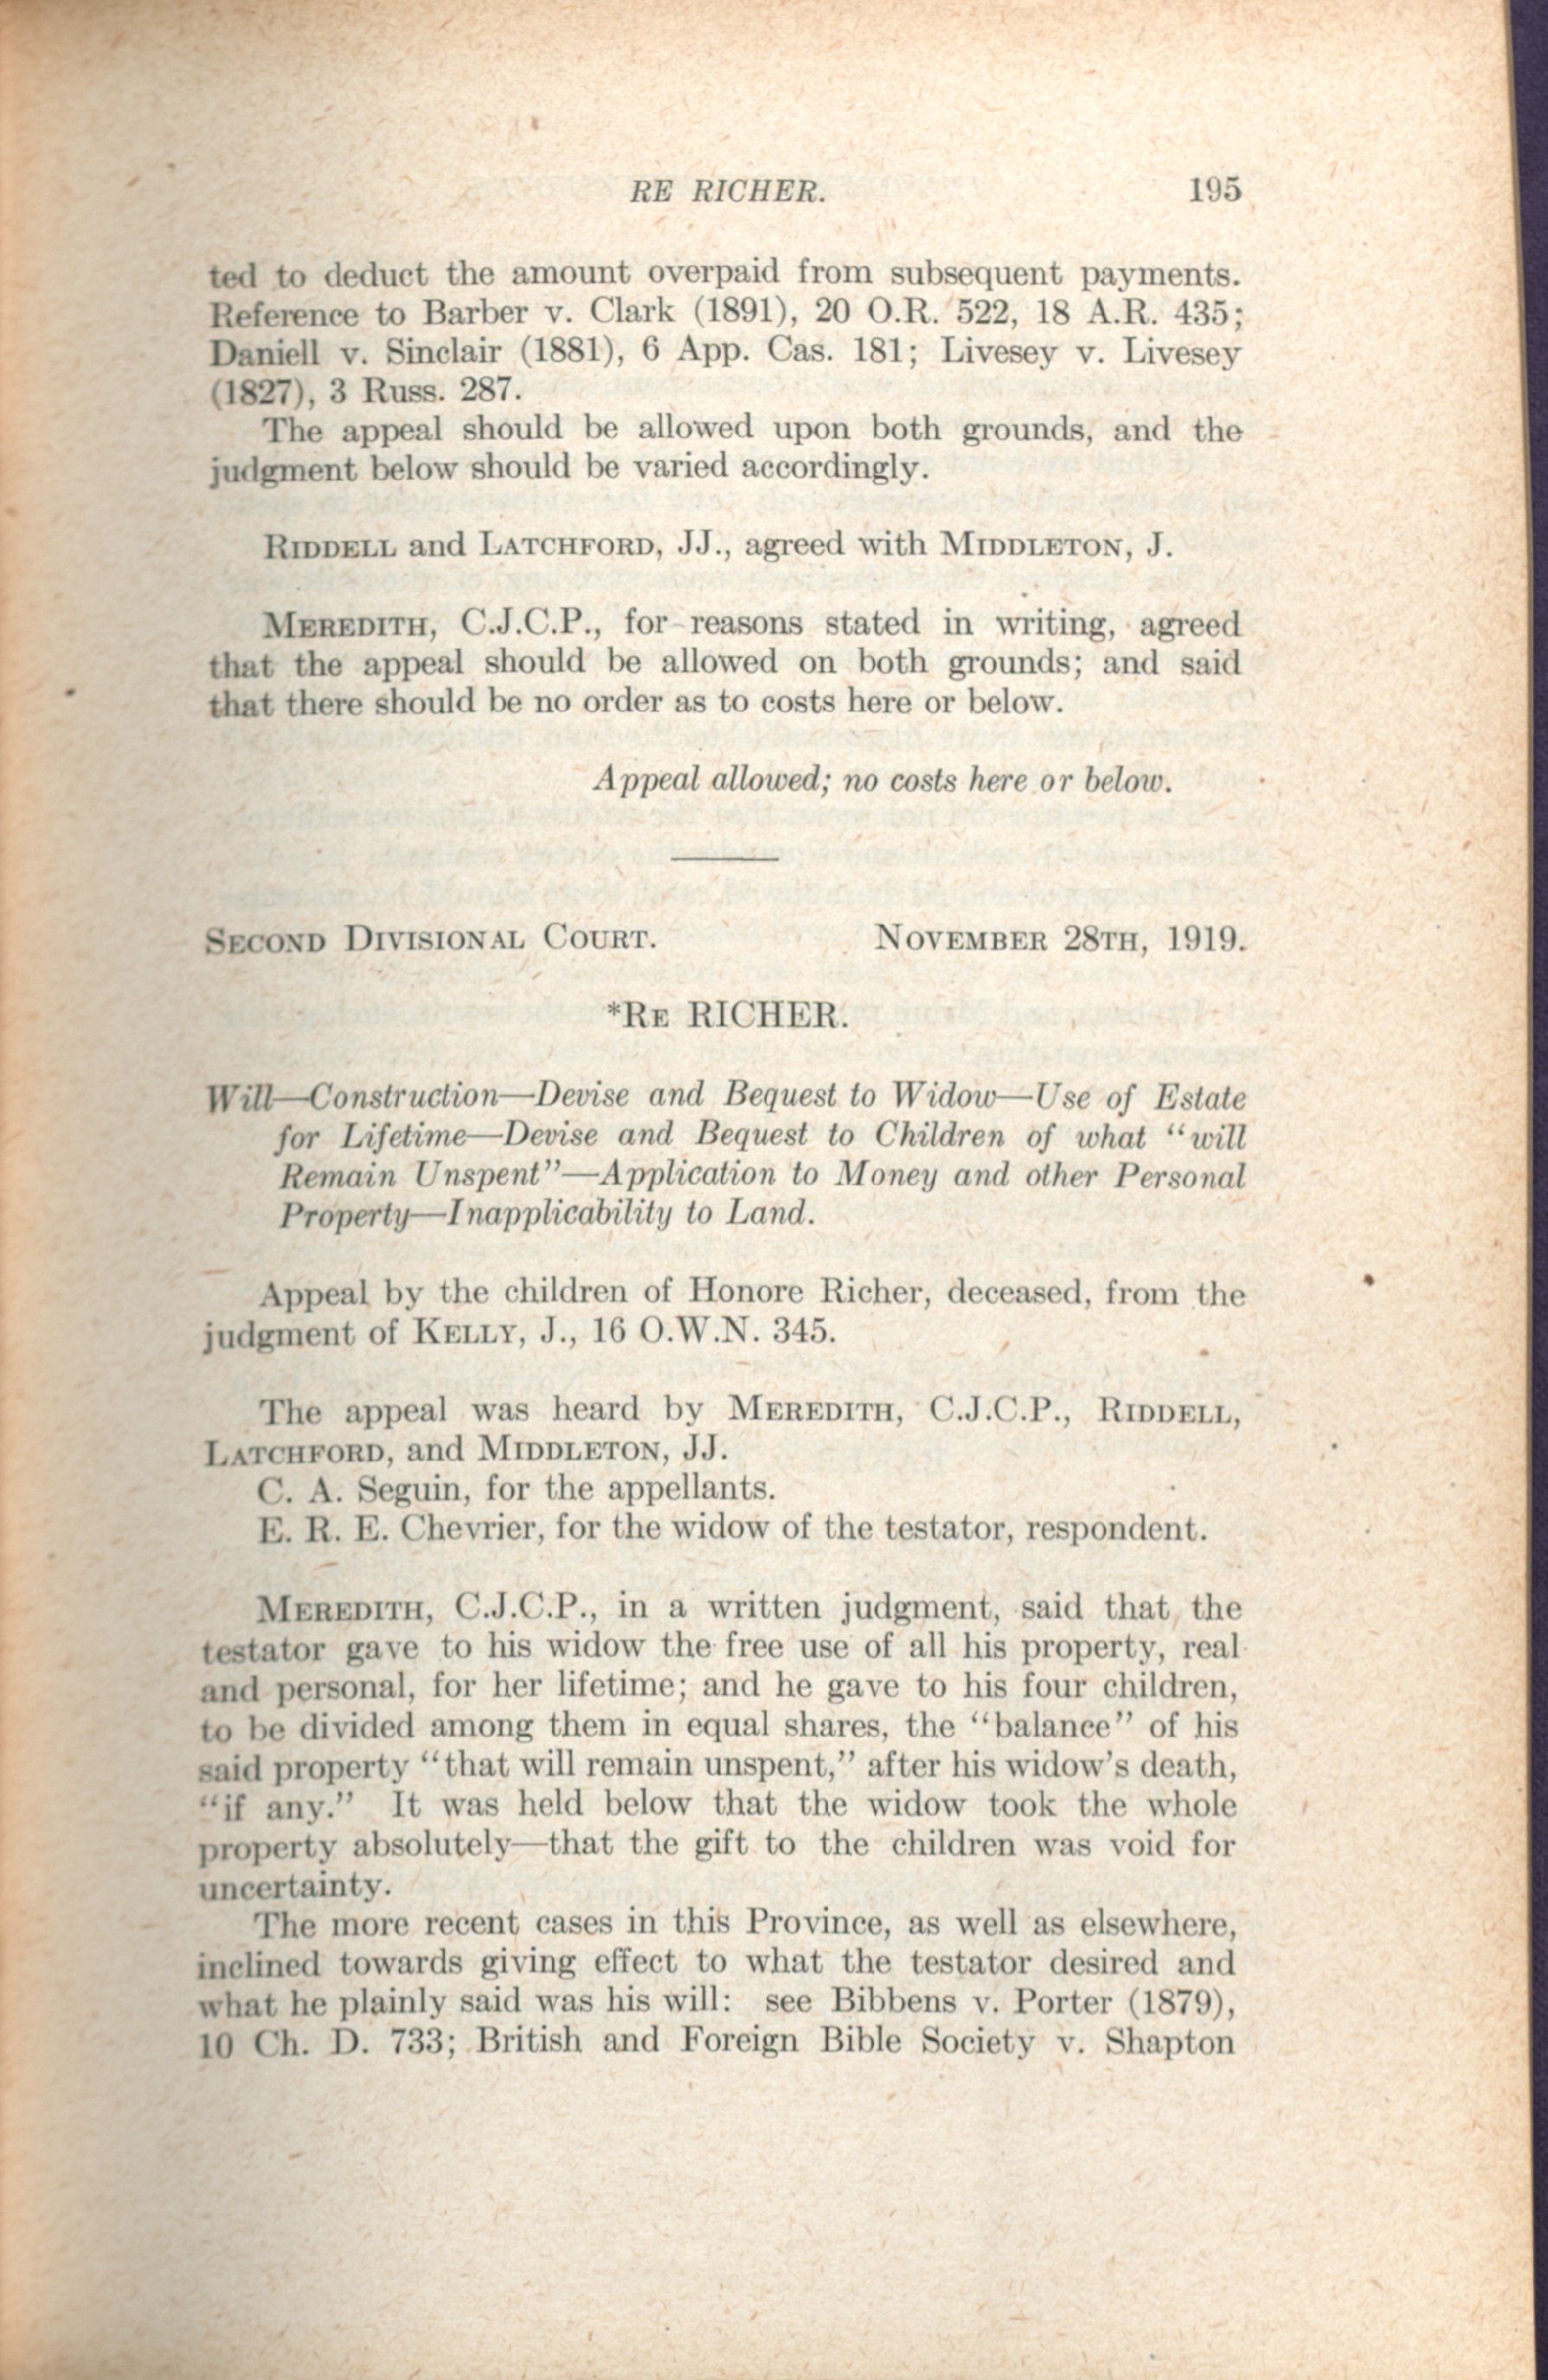 RE RICHER. 195
ted to deduct the amount overpaid from subsequent payments.
Reference to Barber v. Clark (1891), 20 O.R. 522, 18 A.R. 435;
Daniell v. Sinclair (1881), 6 App. Cas. 181; Livesey v. Livesey
(1827), 3 Russ. 287.
The appeal should be allowed upon both grounds, and the
judgment below should be varied accordingly.
RIDDELL and LATCHFORD, JJ., agreed with MIDDLETON, J.
MEREDITH, C.J.C.P., for reasons stated in writing, agreed
that the appeal should be allowed on both grounds; and said
that there should be no order as to costs here or below.
Appeal allowed; no costs here or below.
SECOND DIVISIONAL COURT. NOVEMBER 28TH, 1919.
*RE RICHER.
Will—Construction—Devise and Bequest to Widow—Use of Estate
for Lifetime—Devise and Bequest to Children of what “will
Remain Unspent”—Application to Money and other Personal
Property—Inapplicability to Land.
Appeal by the children of Honore Richer, deceased, from the
judgment of KELLY, J., 16 O.W.N. 345.
The appeal was heard by MEREDITH, C.J.C.P., RIDDELL,
LATCHFORD, and MIDDLETON, JJ.
C. A. Seguin, for the appellants.
E. R. E. Chevrier, for the widow of the testator, respondent.
MEREDITH, C.J.C.P., in a written judgment, said that the
testator gave to his widow the free use of all his property, real
and personal, for her lifetime; and he gave to his four children,
to be divided among them in equal shares, the “balance” of his
said property “that will remain unspent,” after his widow's death,
“if any.” It was held below that the widow took the whole
property absolutely—that the gift to the children was void for
uncertainty.
The more recent cases in this Province, as well as elsewhere,
inclined towards giving effect to what the testator desired and
what he plainly said was his will: see Bibbens v. Porter (1879),
10 Ch. D. 733; British and Foreign Bible Society v. Shapton